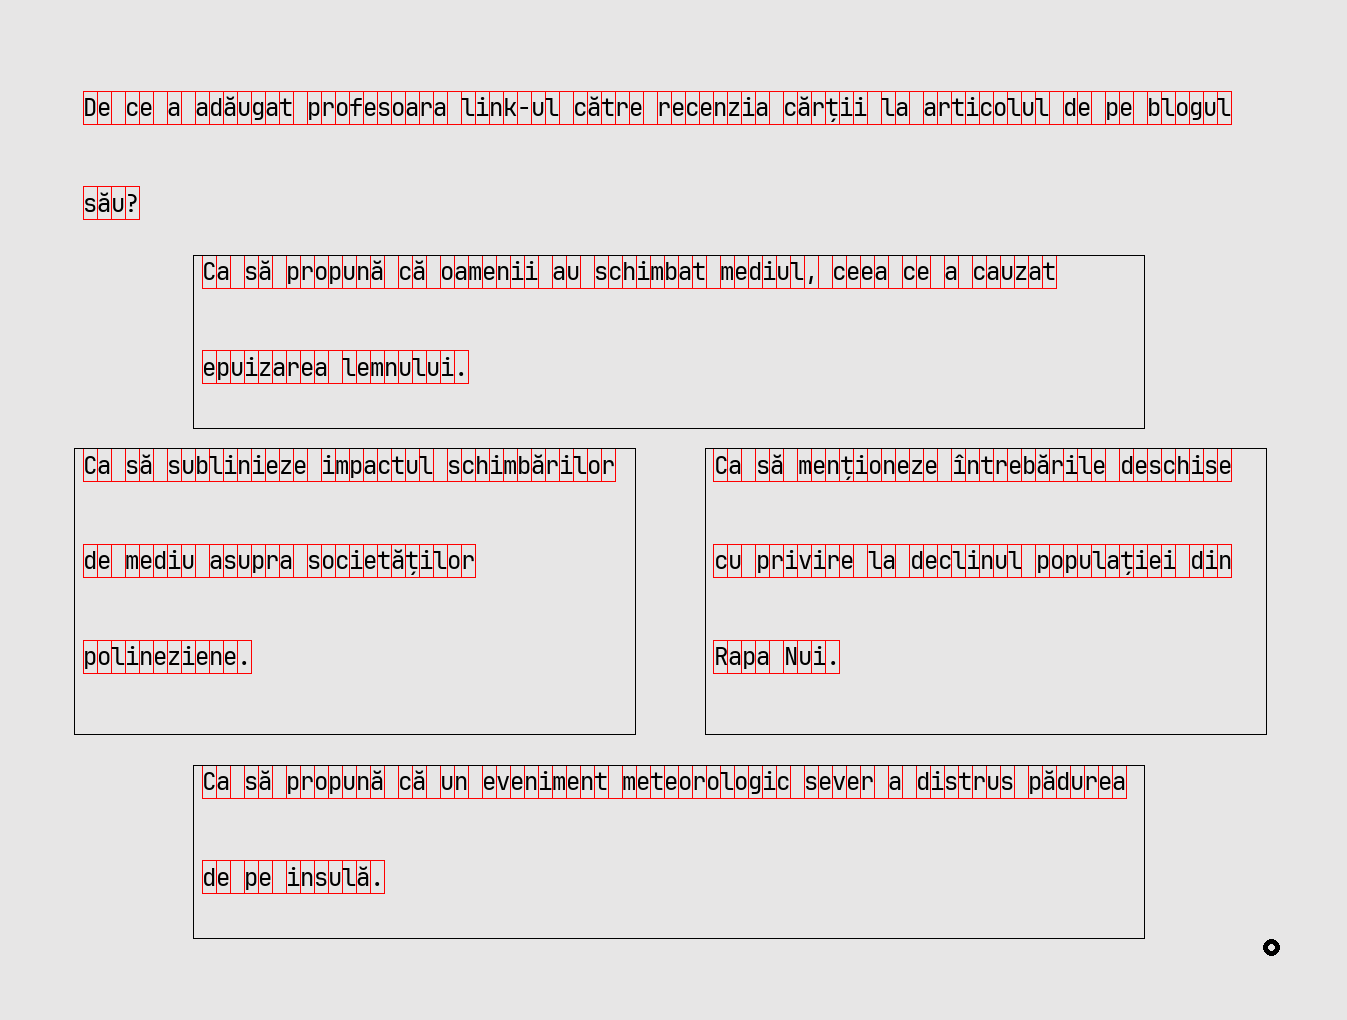 De ce a adăugat profesoara link-ul către recenzia cărții la articolul de pe blogul
său?
Ca să propună că oamenii au schimbat mediul, ceea ce a cauzat
epuizarea lemnului.
Ca să sublinieze impactul schimbărilor
de mediu asupra societăților
polineziene.
Ca să menționeze întrebările deschise
cu privire la declinul populației din
Rapa Nui.
Ca să propună că un eveniment meteorologic sever a distrus pădurea
de pe insulă.